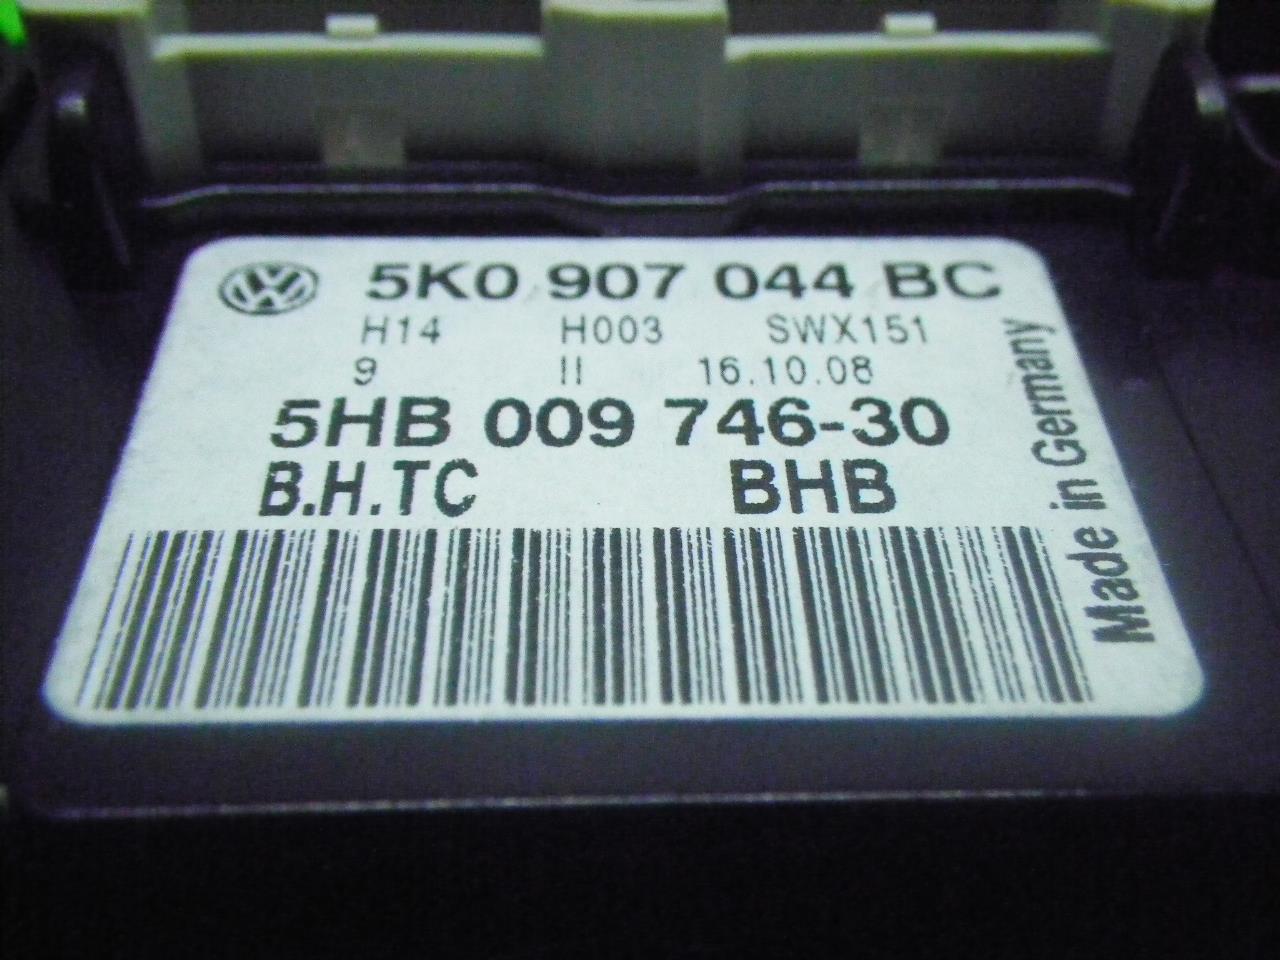 5K0 907 044 BC
H14 H003 SWX151
9 II 16.10.08
5HB 009 746-30
B.H.TC BHB
Made in Germany